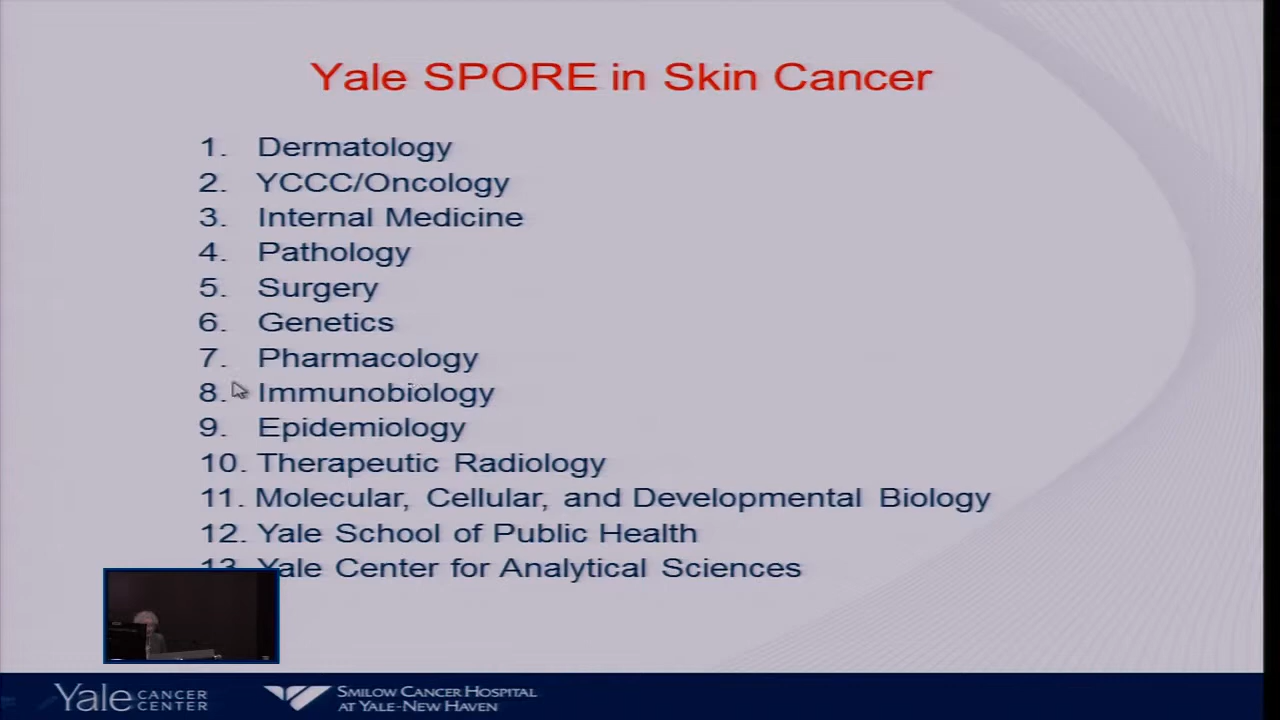 Yale SPORE in Skin Cancer
1. Dermatology
2. YCCC/Oncology
3. Internal Medicine
4. Pathology
5. Surgery
6. Genetics
7. Pharmacology
8. Immunobiology
9. Epidemiology
10. Therapeutic Radiology
11. Molecular, Cellular, and Developmental Biology
12. Yale School of Public Health
13. Yale Center for Analytical Sciences
Yale CANCER CENTER
SMILOW CANCER HOSPITAL
AT YALE-NEW HAVEN